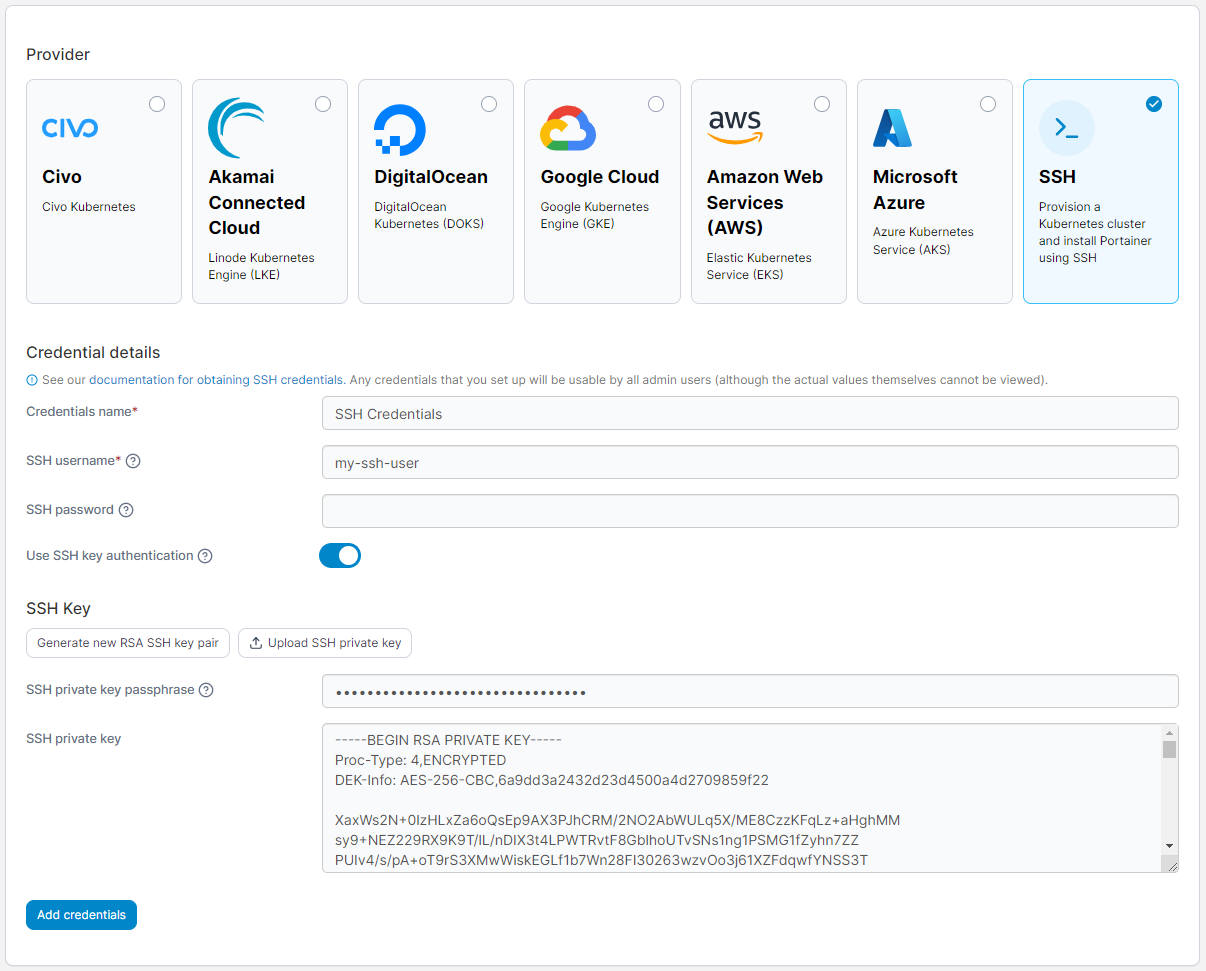 Provider
CIVO
Civo
Civo Kubernetes
Akamai
Connected
Cloud
Linode Kubernetes
Engine (LKE)
DigitalOcean
DigitalOcean
Kubernetes (DOKS)
Google Cloud
Google Kubernetes
Engine (GKE)
aws
Amazon Web
Services
(AWS)
Elastic Kubernetes
Service (EKS)
Microsoft
Azure
Azure Kubernetes
Service (AKS)
SSH
Provision a
Kubernetes cluster
and install Portainer
using SSH
Credential details
See our documentation for obtaining SSH credentials. Any credentials that you set up will be usable by all admin users (although the actual values themselves cannot be viewed).
Credentials name*
SSH Credentials
SSH username*
my-ssh-user
SSH password
Use SSH key authentication
SSH Key
Generate new RSA SSH key pair
Upload SSH private key
SSH private key passphrase
••••••••••••••••••••••••••••••••
SSH private key
-----BEGIN RSA PRIVATE KEY-----
Proc-Type: 4,ENCRYPTED
DEK-Info: AES-256-CBC,6a9dd3a2432d23d4500a4d2709859f22
XaxWs2N+0IzHLxZa6oQsEp9AX3PJhCRM/2NO2AbWULq5X/ME8CzzKFqLz+aHghMM
sy9+NEZ229RX9K9T/IL/nDIX3t4LPWTRvtF8GbIhoUTvSNs1ng1PSMG1fZyhn7ZZ
PUIv4/s/pA+oT9rS3XMwWiskEGLf1b7Wn28FI30263wzvOo3j61XZFdqwfYNSS3T
Add credentials